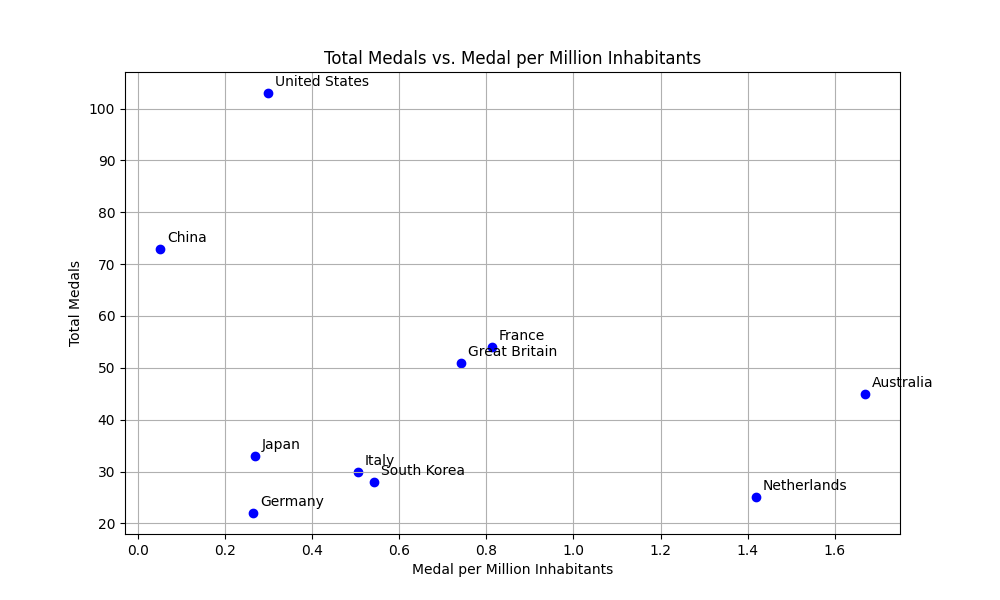 Total Medals vs. Medal per Million Inhabitants
United States
100
90
80
China
70
Total Medals
60
France
Great Britain
50
Australia
40
Japan
Italy
South Korea
30
Netherlands
Germany
20
0.0 0.2 0.4 0.6 0.8 1.0 1.2 1.4 1.6
Medal per Million Inhabitants